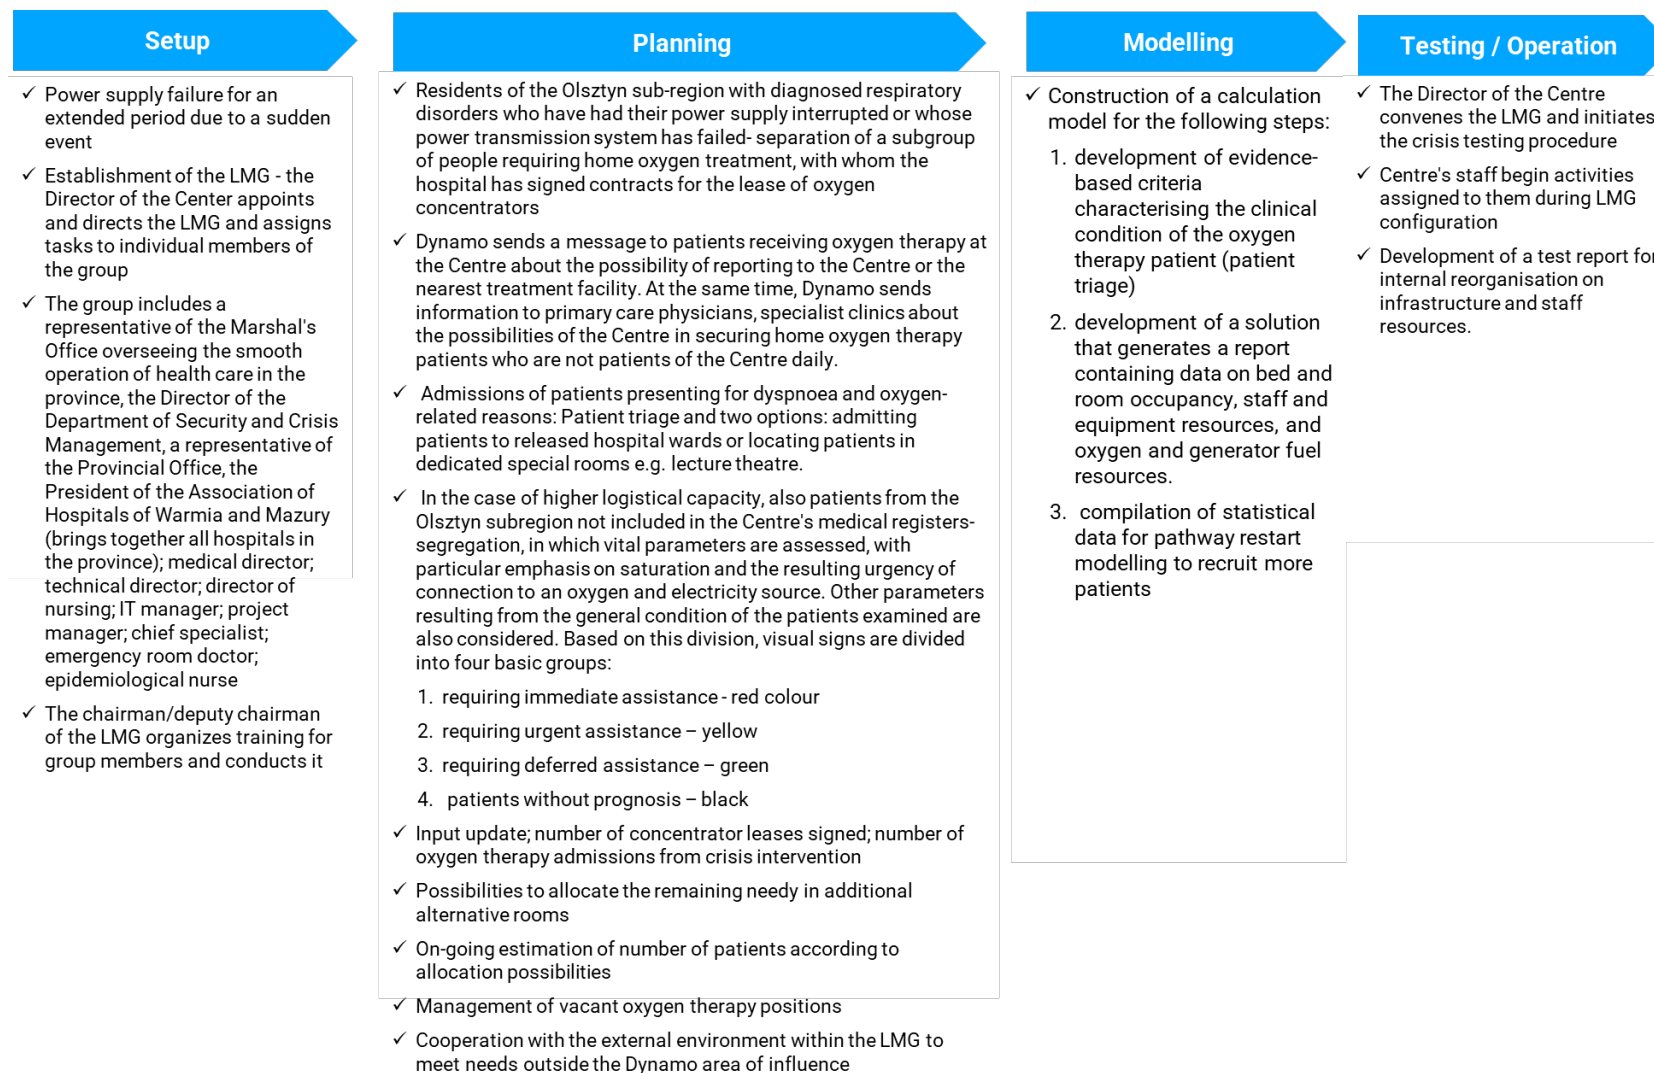 Setup
Power supply failure for an
extended period due to a sudden
event
Establishment of the LMG - the
Director of the Center appoints
and directs the LMG and assigns
tasks to individual members of
the group
The group includes a
representative of the Marshal's
Office overseeing the smooth
operation of health care in the
province, the Director of the
Department of Security and Crisis
Management, a representative of
the Provincial Office, the
President of the Association of
Hospitals of Warmia and Mazury
(brings together all hospitals in
the province); medical director;
technical director; director of
nursing; IT manager; project
manager; chief specialist;
emergency room doctor;
epidemiological nurse
The chairman/deputy chairman
of the LMG organizes training for
group members and conducts it
Planning
Residents of the Olsztyn sub-region with diagnosed respiratory
disorders who have had their power supply interrupted or whose
power transmission system has failed- separation of a subgroup
of people requiring home oxygen treatment, with whom the
hospital has signed contracts for the lease of oxygen
concentrators
Dynamo sends a message to patients receiving oxygen therapy at
the Centre about the possibility of reporting to the Centre or the
nearest treatment facility. At the same time, Dynamo sends
information to primary care physicians, specialist clinics about
the possibilities of the Centre in securing home oxygen therapy
patients who are not patients of the Centre daily.
Admissions of patients presenting for dyspnoea and oxygen-
related reasons: Patient triage and two options: admitting
patients to released hospital wards or locating patients in
dedicated special rooms e.g. lecture theatre.
In the case of higher logistical capacity, also patients from the
Olsztyn subregion not included in the Centre's medical registers-
segregation, in which vital parameters are assessed, with
particular emphasis on saturation and the resulting urgency of
connection to an oxygen and electricity source. Other parameters
resulting from the general condition of the patients examined are
also considered. Based on this division, visual signs are divided
into four basic groups:
1. requiring immediate assistance - red colour
2. requiring urgent assistance – yellow
3. requiring deferred assistance – green
4. patients without prognosis – black
Input update; number of concentrator leases signed; number of
oxygen therapy admissions from crisis intervention
Possibilities to allocate the remaining needy in additional
alternative rooms
On-going estimation of number of patients according to
allocation possibilities
Management of vacant oxygen therapy positions
Cooperation with the external environment within the LMG to
meet needs outside the Dynamo area of influence
Modelling
Construction of a calculation
model for the following steps:
1. development of evidence-
based criteria
characterising the clinical
condition of the oxygen
therapy patient (patient
triage)
2. development of a solution
that generates a report
containing data on bed and
room occupancy, staff and
equipment resources, and
oxygen and generator fuel
resources.
3. compilation of statistical
data for pathway restart
modelling to recruit more
patients
Testing / Operation
The Director of the Centre
convenes the LMG and initiates
the crisis testing procedure
Centre's staff begin activities
assigned to them during LMG
configuration
Development of a test report for
internal reorganisation on
infrastructure and staff
resources.